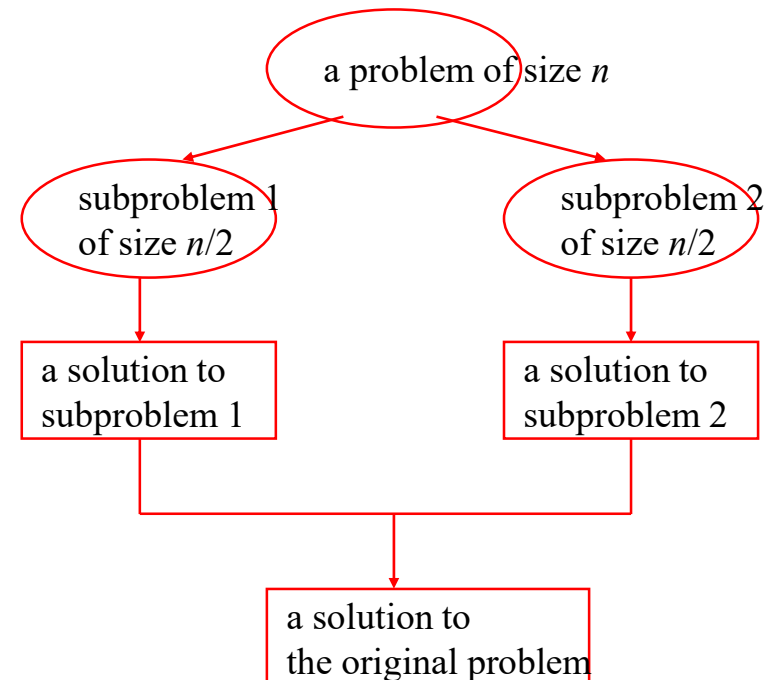 a problem of size n
subproblem 1
of size n/2
subproblem 2
of size n/2
a solution to
subproblem 1
a solution to
subproblem 2
a solution to
the original problem